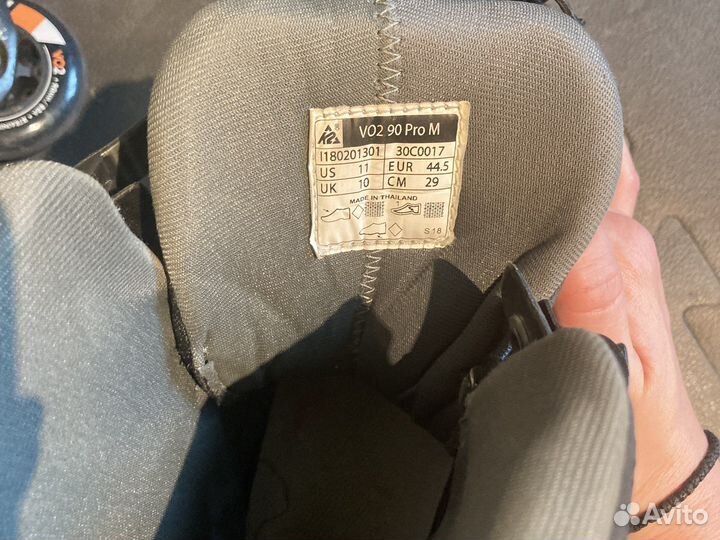 K2 VO2 90 Pro M
I180201301 30C0017
US 11 EUR 44.5
UK 10 CM 29
MADE IN THAILAND
S18
Avito